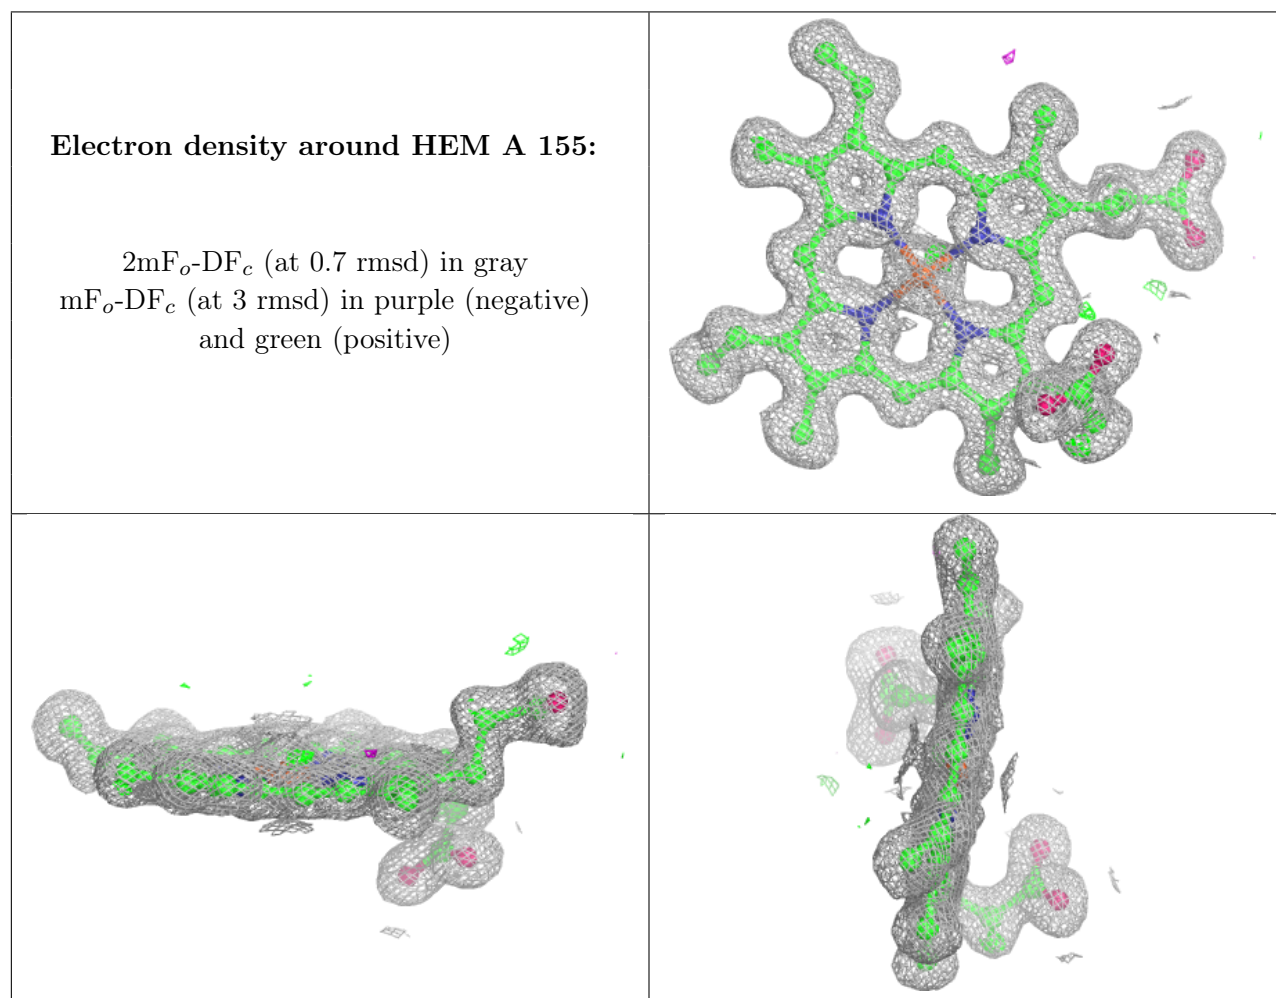 Electron density around HEM A 155:
2mFo-DFc (at 0.7 rmsd) in gray
mFo-DFc (at 3 rmsd) in purple (negative)
and green (positive)